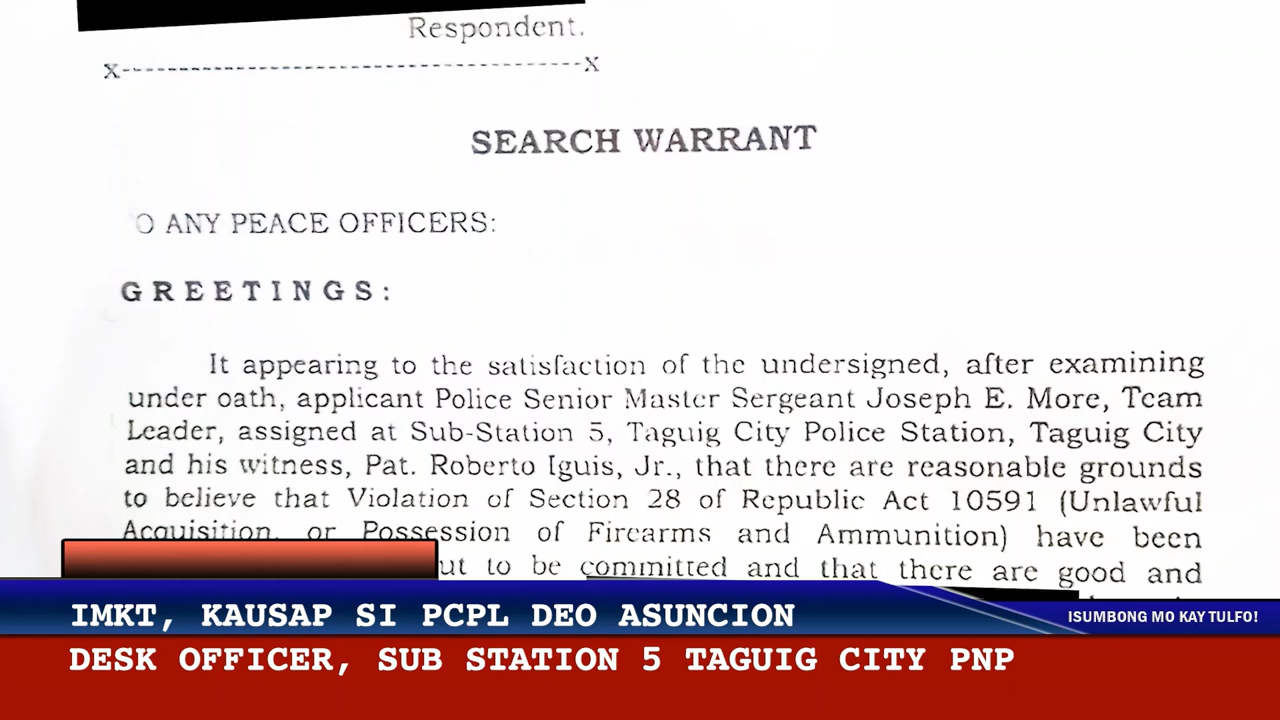 Respondent.
x-----------------------------------------x
SEARCH WARRANT
O ANY PEACE OFFICERS:
GREETINGS:
It appearing to the satisfaction of the undersigned, after examining
under oath, applicant Police Senior Master Sergeant Joseph E. More, Team
Leader, assigned at Sub-Station 5, Taguig City Police Station, Taguig City
and his witness, Pat. Roberto Iguis, Jr., that there are reasonable grounds
to believe that Violation of Section 28 of Republic Act 10591 (Unlawful
Acquisition, or Possession of Firearms and Ammunition) have been
to be committed and that there are good and
IMKT, KAUSAP SI PCPL DEO ASUNCION
ISUMBONG MO KAY TULFO!
DESK OFFICER, SUB STATION 5 TAGUIG CITY PNP